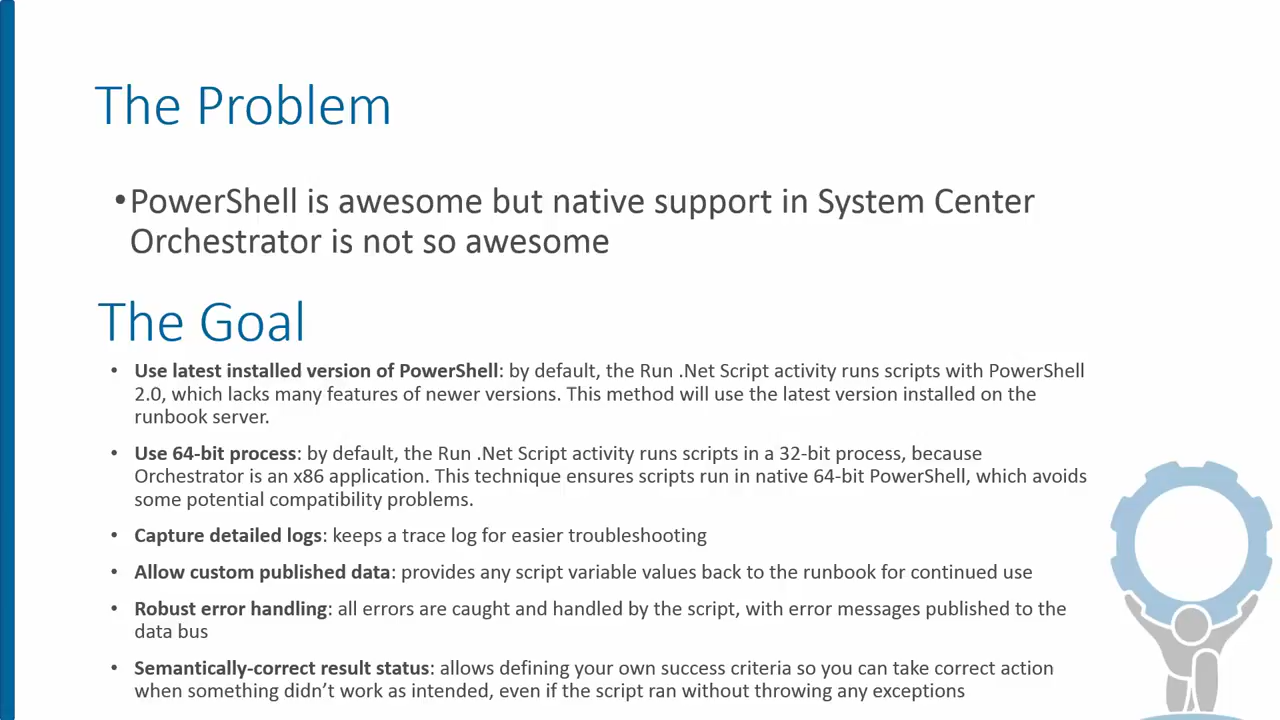 The Problem
•PowerShell is awesome but native support in System Center
Orchestrator is not so awesome
The Goal
• Use latest installed version of PowerShell: by default, the Run .Net Script activity runs scripts with PowerShell
2.0, which lacks many features of newer versions. This method will use the latest version installed on the
runbook server.
• Use 64-bit process: by default, the Run .Net Script activity runs scripts in a 32-bit process, because
Orchestrator is an x86 application. This technique ensures scripts run in native 64-bit PowerShell, which avoids
some potential compatibility problems.
• Capture detailed logs: keeps a trace log for easier troubleshooting
• Allow custom published data: provides any script variable values back to the runbook for continued use
• Robust error handling: all errors are caught and handled by the script, with error messages published to the
data bus
• Semantically-correct result status: allows defining your own success criteria so you can take correct action
when something didn’t work as intended, even if the script ran without throwing any exceptions